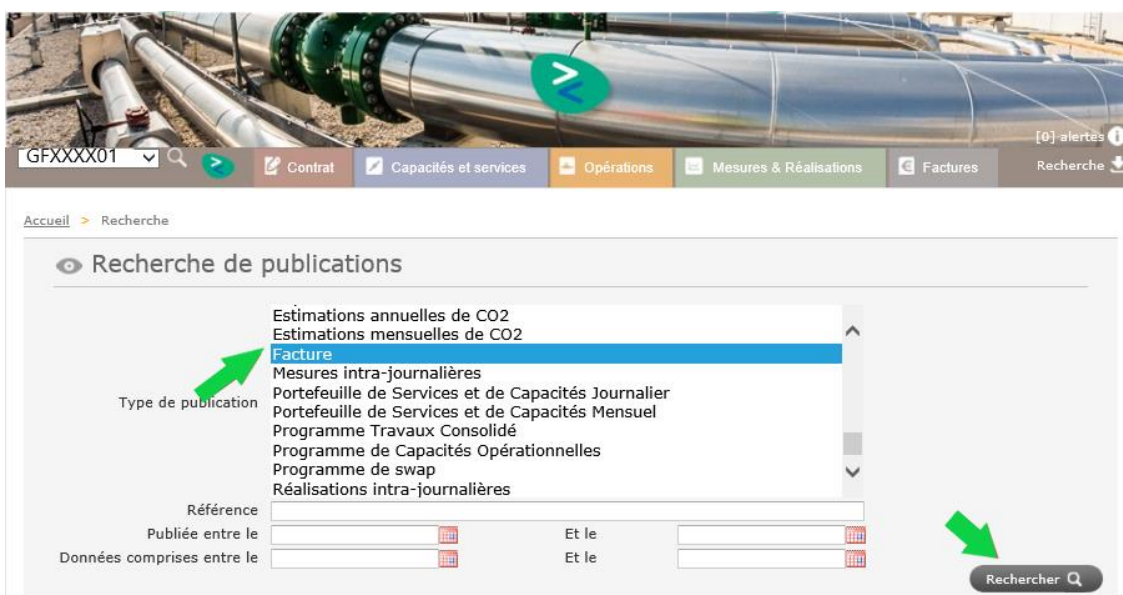 [0] alertes
GFXXXX01 Contrat Capacités et services Opérations Mesures & Réalisations Factures Recherche
Accueil > Recherche
Recherche de publications
Estimations annuelles de CO2
Estimations mensuelles de CO2
Facture
Mesures intra-journalières
Type de publication
Portefeuille de Services et de Capacités Journalier
Portefeuille de Services et de Capacités Mensuel
Programme Travaux Consolidé
Programme de Capacités Opérationnelles
Programme de swap
Réalisations intra-journalières
Référence
Publiée entre le Et le
Données comprises entre le Et le
Rechercher